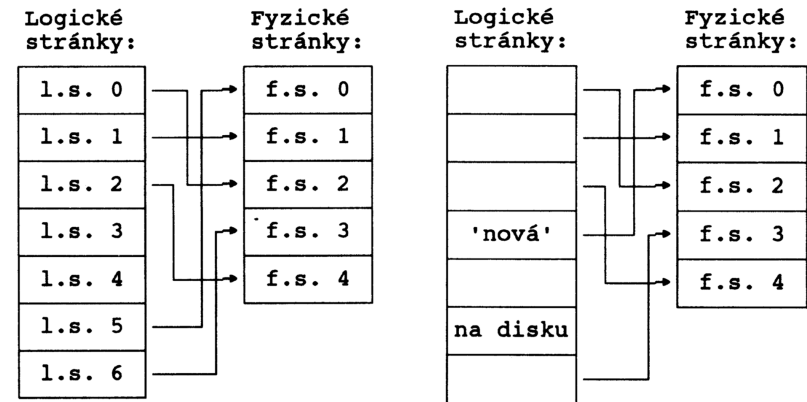 Logické
stránky:
l.s. 0
l.s. 1
l.s. 2
l.s. 3
l.s. 4
l.s. 5
l.s. 6
Fyzické
stránky:
f.s. 0
f.s. 1
f.s. 2
f.s. 3
f.s. 4
Logické
stránky:
'nová'
na disku
Fyzické
stránky:
f.s. 0
f.s. 1
f.s. 2
f.s. 3
f.s. 4